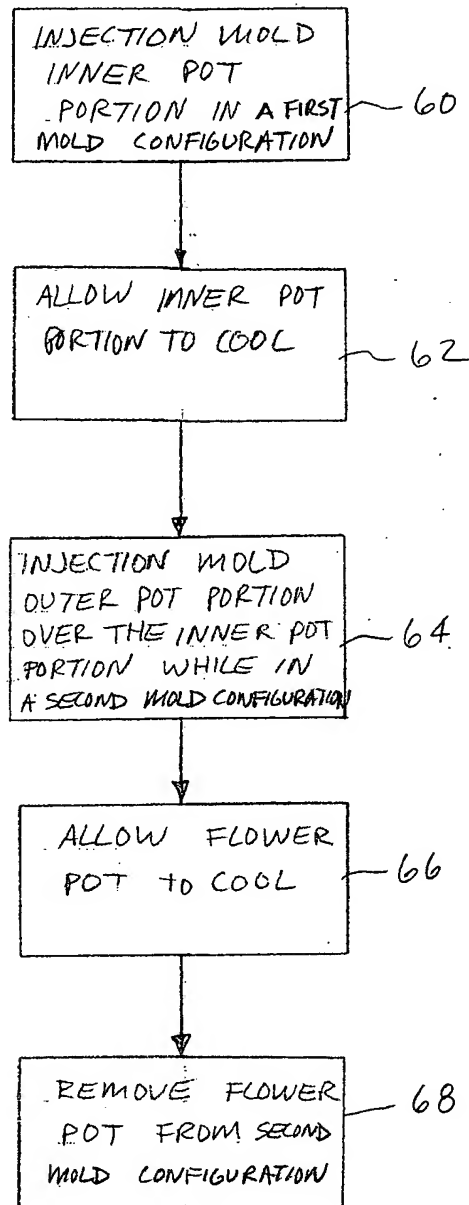 INJECTION MOLD
INNER POT
PORTION IN A FIRST
MOLD CONFIGURATION
60
ALLOW INNER POT
PORTION TO COOL
62
INJECTION MOLD
OUTER POT PORTION
OVER THE INNER POT
PORTION WHILE IN
A SECOND MOLD CONFIGURATION
64
ALLOW FLOWER
POT TO COOL
66
REMOVE FLOWER
POT FROM SECOND
MOLD CONFIGURATION
68